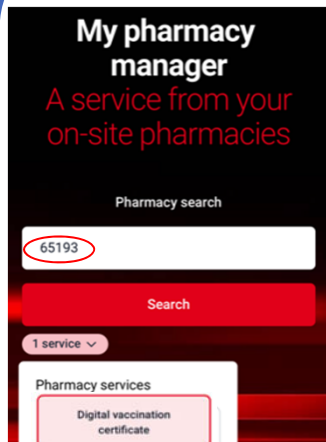 My pharmacy
manager
A service from your
on-site pharmacies
Pharmacy search
65193
Search
1 service
Pharmacy services
Digital vaccination
certificate